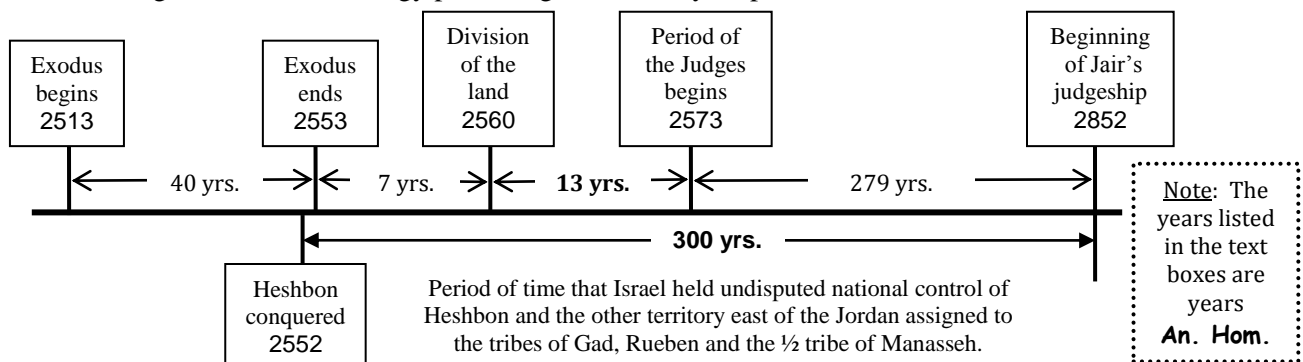 Exodus
begins
2513
Exodus
ends
2553
Division
of the
land
2560
Period of
the Judges
begins
2573
Beginning
of Jair's
judgeship
2852
40 yrs.
7 yrs.
13 yrs.
279 yrs.
300 yrs.
Heshbon
conquered
2552
Period of time that Israel held undisputed national control of
Heshbon and the other territory east of the Jordan assigned to
the tribes of Gad, Rueben and the ½ tribe of Manasseh.
Note: The
years listed
in the text
boxes are
years
An. Hom.